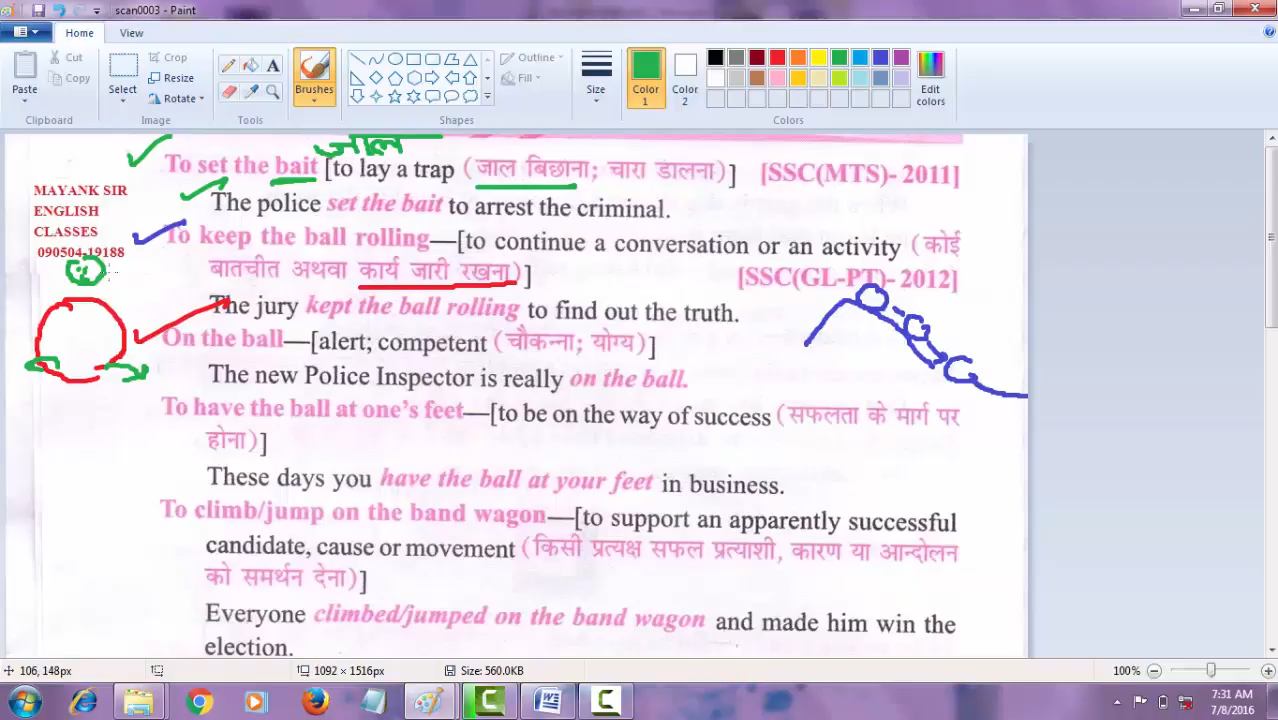 scan0003 - Paint
Home View
Paste
Cut
Copy
Clipboard
Select
Crop
Resize
Rotate
Image
Tools
Brushes
Shapes
Outline
Fill
Size
Color 1
Color 2
Edit colors
Colors
जाल
To set the bait [to lay a trap (जाल बिछाना; चारा डालना)] [SSC(MTS)- 2011]
The police set the bait to arrest the criminal.
MAYANK SIR
ENGLISH
CLASSES
090504-19188
To keep the ball rolling—[to continue a conversation or an activity (कोई
बातचीत अथवा कार्य जारी रखना)] [SSC(GL-PT)- 2012]
The jury kept the ball rolling to find out the truth.
On the ball—[alert; competent (चौकन्ना; योग्य)]
The new Police Inspector is really on the ball.
To have the ball at one's feet—[to be on the way of success (सफलता के मार्ग पर
होना)]
These days you have the ball at your feet in business.
To climb/jump on the band wagon—[to support an apparently successful
candidate, cause or movement (किसी प्रत्यक्ष सफल प्रत्याशी, कारण या आन्दोलन
को समर्थन देना)]
Everyone climbed/jumped on the band wagon and made him win the
election.
106, 148px 1092 × 1516px Size: 560.0KB 100%
7:31 AM
7/8/2016